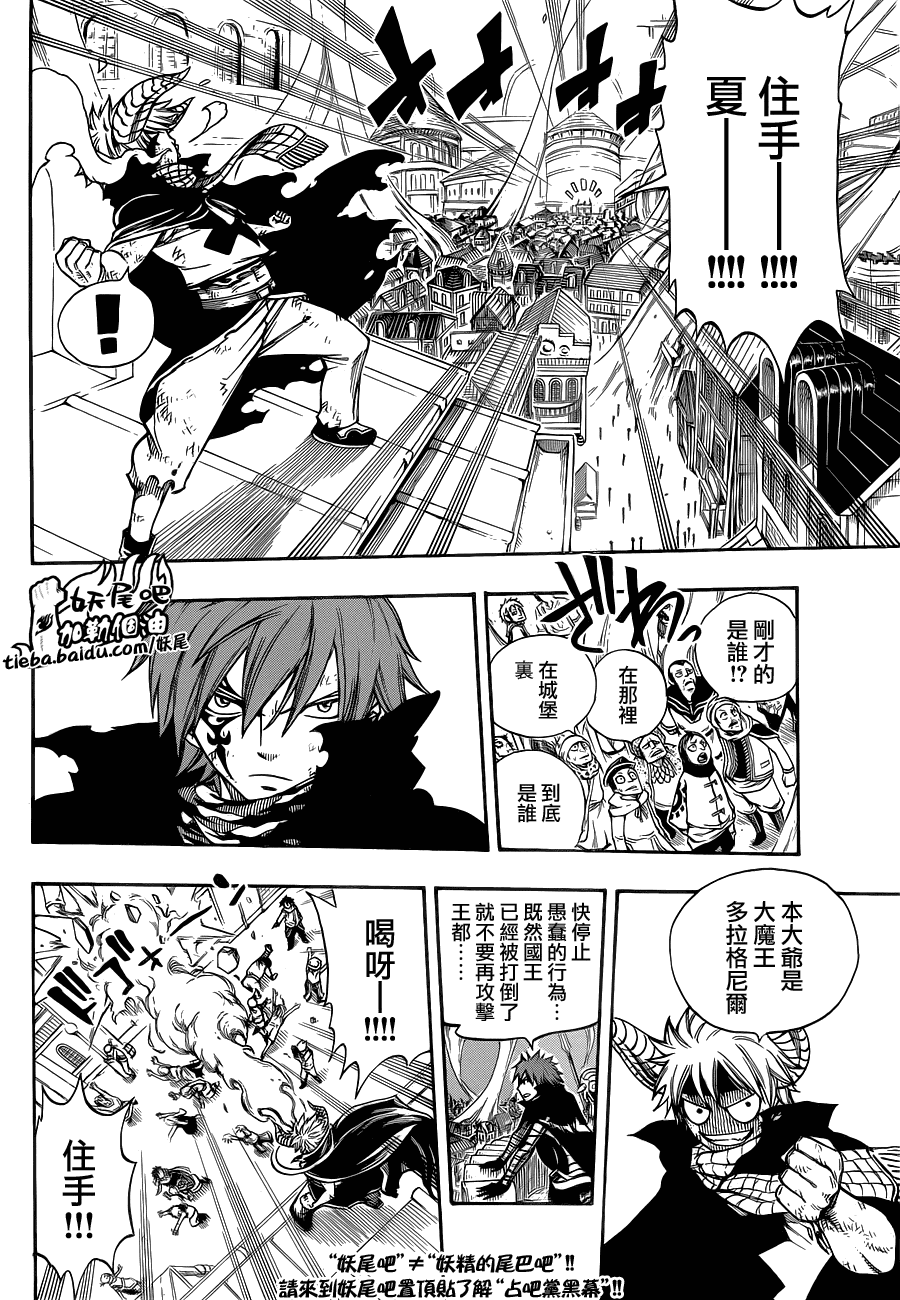 住手━━!!!!
夏━━!!!!
!
剛才的
是誰!?
在那裡
在城堡
裏
到底
是誰
妖尾吧
加勒個油
tieba.baidu.com/妖尾
本大爺是
大魔王
多拉格尼爾
快停止
愚蠢的行為…
既然國王
已經被打倒了
就不要再攻擊
王都……
喝呀━!!!!
住手!!!
“妖尾吧”≠“妖精的尾巴吧”!!
請來到妖尾吧置頂貼了解“占吧黨黑幕”!!